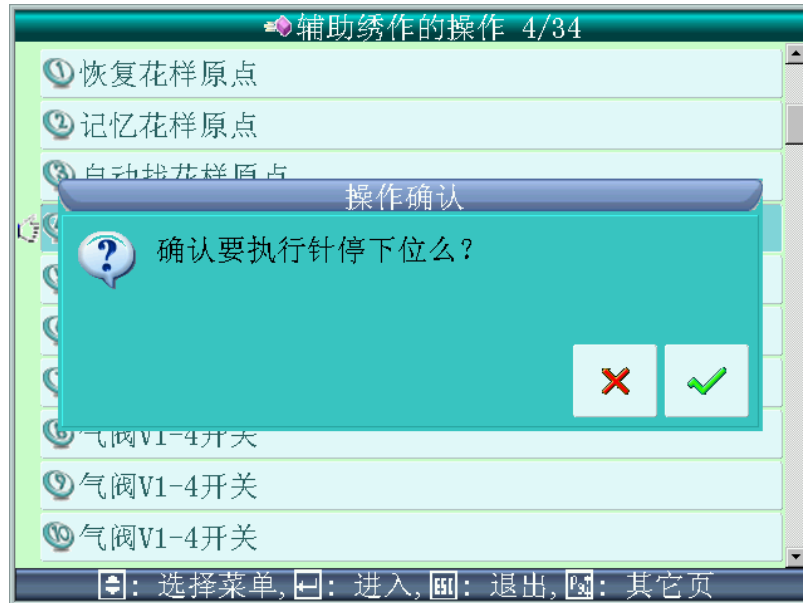 辅助绣作的操作 4/34
① 恢复花样原点
② 记忆花样原点
③ 自动找花样原点
操作确认
确认要执行针停下位么?
气阀V1-4开关
⑨ 气阀V1-4开关
⑩ 气阀V1-4开关
: 选择菜单, : 进入, ESC: 退出, : 其它页